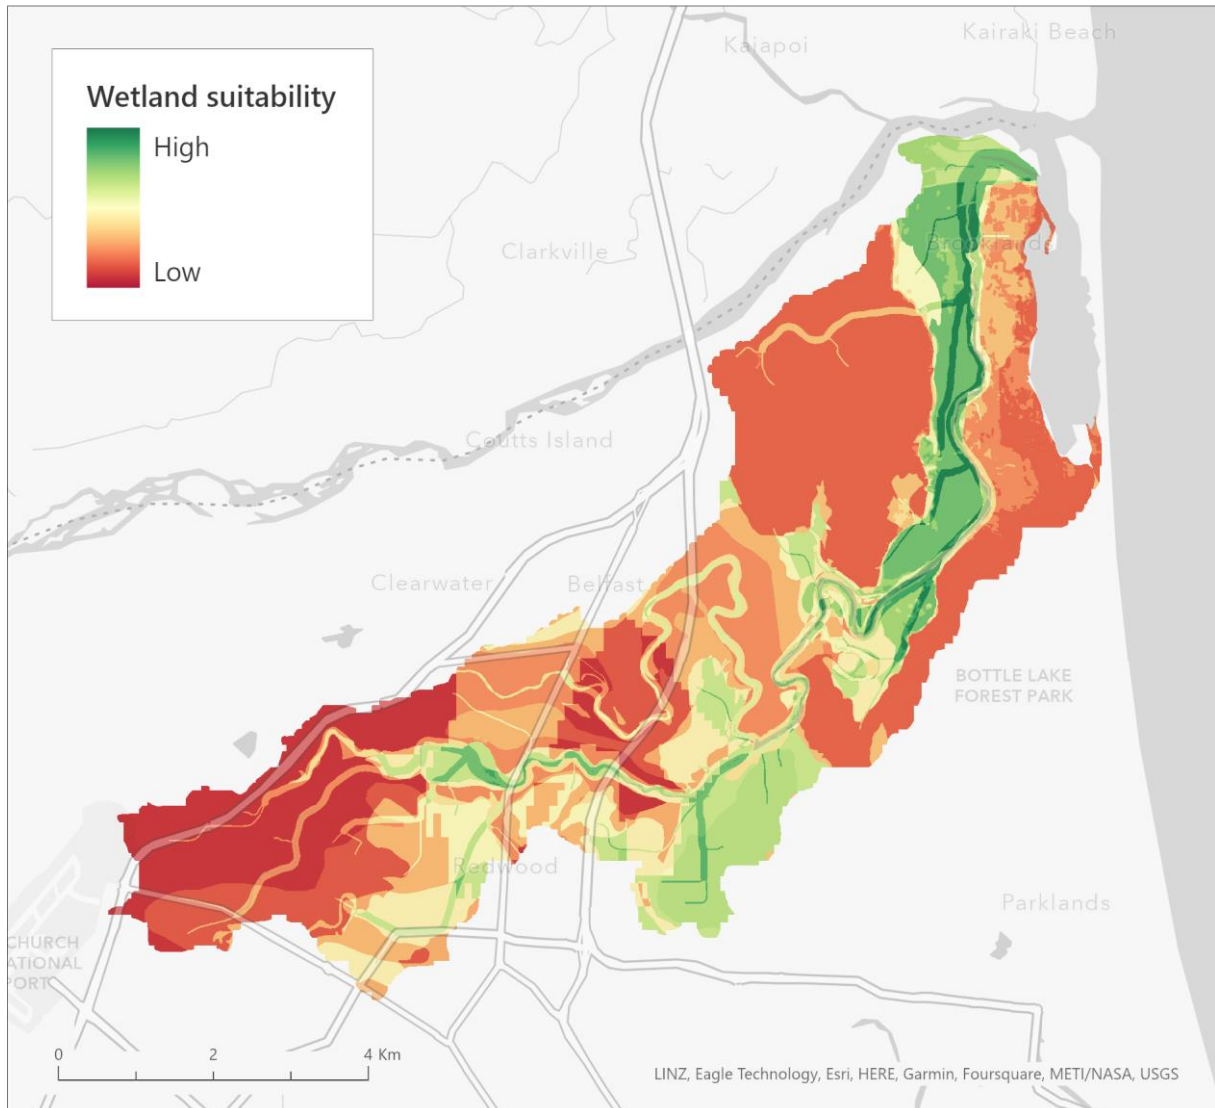 Kaiapoi
Kairaki Beach
Wetland suitability
High
Low
Clarkville
Brooklands
Coutts Island
Clearwater
Belfast
BOTTLE LAKE
FOREST PARK
Redwood
Parklands
CHURCH
ATIONAL
PORT
0 2 4 Km
LINZ, Eagle Technology, Esri, HERE, Garmin, Foursquare, METI/NASA, USGS